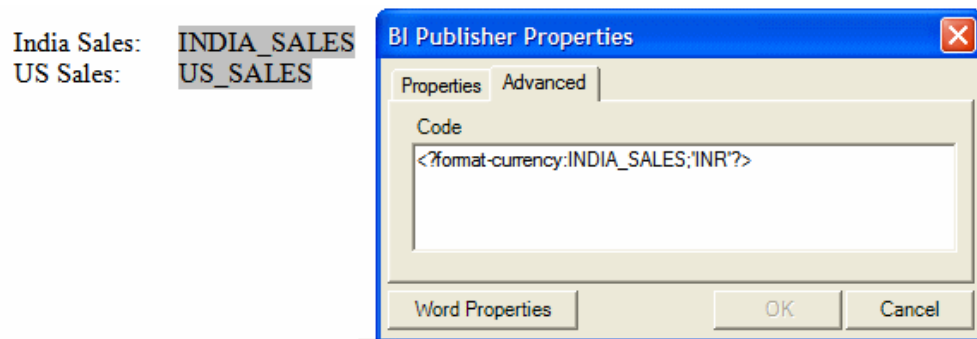 India Sales: INDIA_SALES
US Sales: US_SALES
BI Publisher Properties
Properties Advanced
Code
<?format-currency:INDIA_SALES;'INR'?>
Word Properties OK Cancel